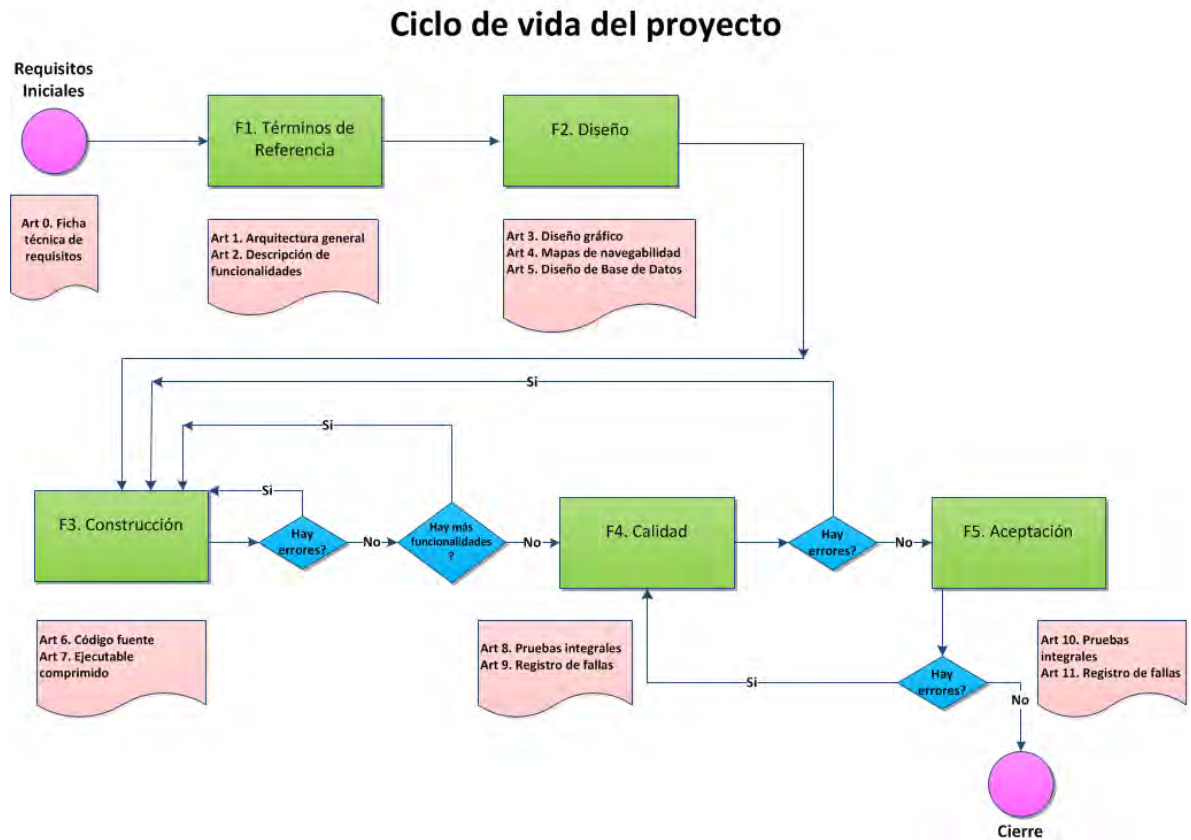 Ciclo de vida del proyecto
Requisitos
Iniciales
F1. Términos de
Referencia
F2. Diseño
Art 0. Ficha
técnica de
requisitos
Art 1. Arquitectura general
Art 2. Descripción de
funcionalidades
Art 3. Diseño gráfico
Art 4. Mapas de navegabilidad
Art 5. Diseño de Base de Datos
Si
Si
Si
F3. Construcción
Hay
errores?
No
Hay más
funcionalidades
?
No
F4. Calidad
Hay
errores?
No
F5. Aceptación
Art 6. Código fuente
Art 7. Ejecutable
comprimido
Art 8. Pruebas integrales
Art 9. Registro de fallas
Si
Hay
errores?
No
Art 10. Pruebas
integrales
Art 11. Registro de fallas
Cierre